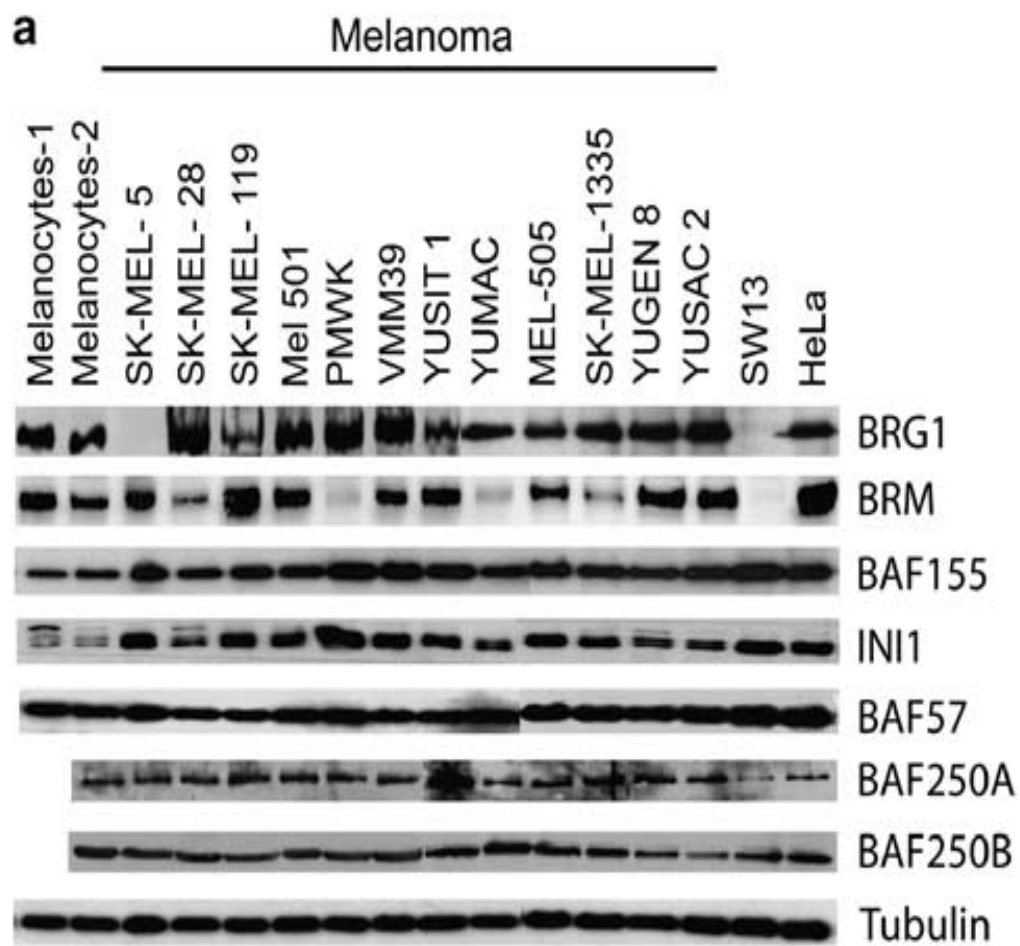 a
Melanoma
Melanocytes-1
Melanocytes-2
SK-MEL- 5
SK-MEL- 28
SK-MEL- 119
Mel 501
PMWK
VMM39
YUSIT 1
YUMAC
MEL-505
SK-MEL-1335
YUGEN 8
YUSAC 2
SW13
HeLa
BRG1
BRM
BAF155
INI1
BAF57
BAF250A
BAF250B
Tubulin